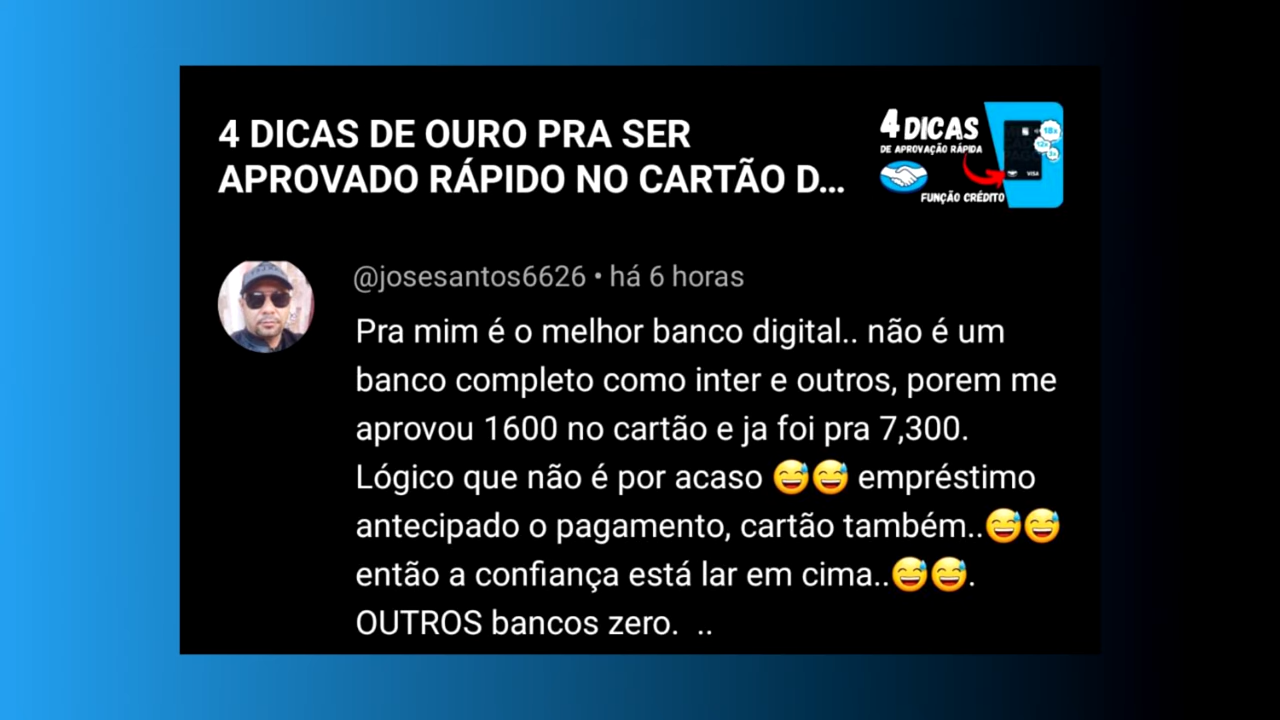 4 DICAS DE OURO PRA SER
APROVADO RÁPIDO NO CARTÃO D...
4 DICAS
DE APROVAÇÃO RÁPIDA
18x
12x
VISA
FUNÇÃO CRÉDITO
@josesantos6626 • há 6 horas
Pra mim é o melhor banco digital.. não é um
banco completo como inter e outros, porem me
aprovou 1600 no cartão e ja foi pra 7,300.
Lógico que não é por acaso 😅😅 empréstimo
antecipado o pagamento, cartão também..😅😅
então a confiança está lar em cima..😅😅.
OUTROS bancos zero.  ..